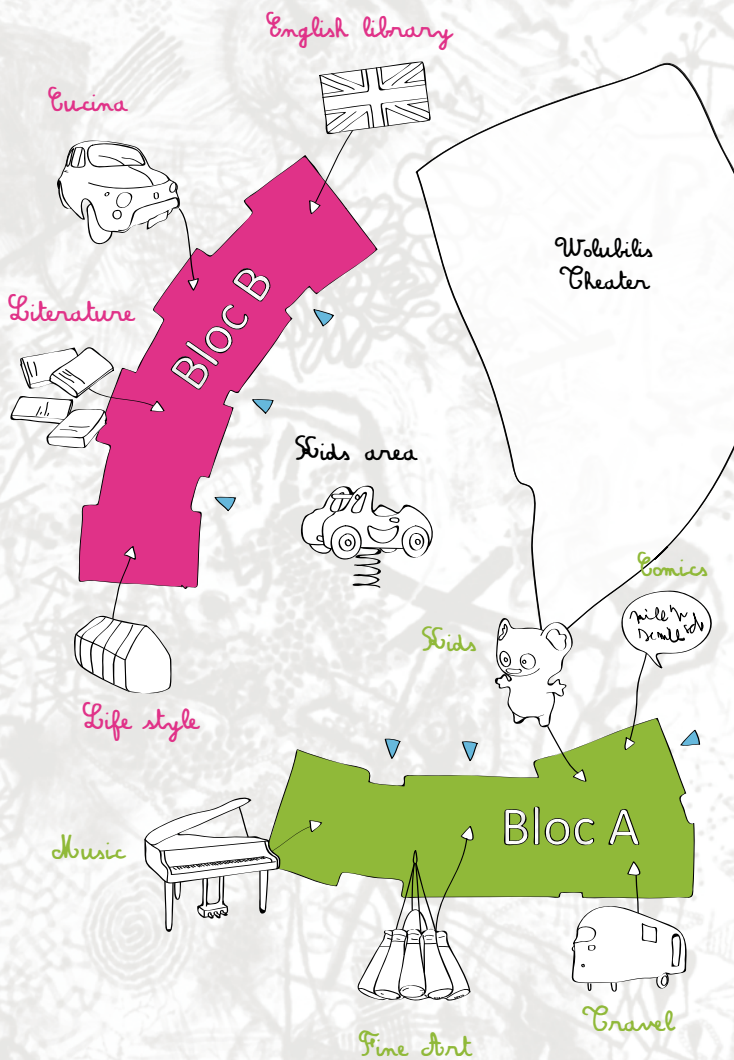 English library
Cucina
Wolubilis
Theater
Bloc B
Literature
Kids area
Comics
Kids
Life style
Bloc A
Music
Travel
Fine Art